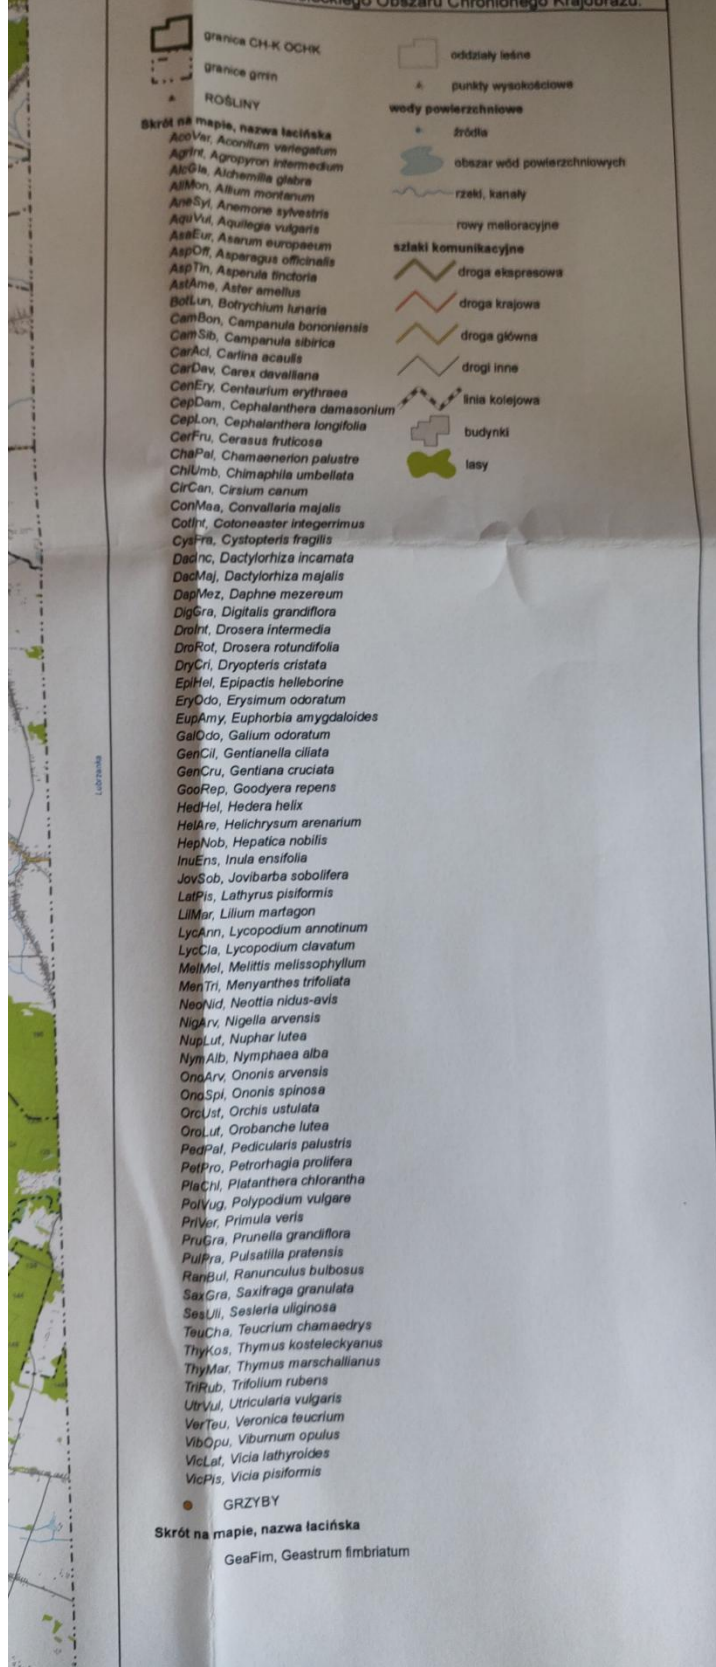 Obszaru Chronionego Krajobrazu.
granica CH-K OCHK
granice gmin
ROŚLINY
Skrót na mapie, nazwa łacińska
AcoVar, Aconitum variegatum
AgrInt, Agropyron intermedium
AlcGla, Alchemilla glabra
AllMon, Allium montanum
AneSyl, Anemone sylvestris
AquVul, Aquilegia vulgaris
AsaEur, Asarum europaeum
AspOff, Asparagus officinalis
AspTin, Asperula tinctoria
AstAme, Aster amellus
BotLun, Botrychium lunaria
CamBon, Campanula bononiensis
CamSib, Campanula sibirica
CarAcl, Carlina acaulis
CarDav, Carex davalliana
CenEry, Centaurium erythraea
CepDam, Cephalanthera damasonium
CepLon, Cephalanthera longifolia
CerFru, Cerasus fruticosa
ChaPal, Chamaenerion palustre
ChiUmb, Chimaphila umbellata
CirCan, Cirsium canum
ConMaa, Convallaria majalis
CotInt, Cotoneaster integerrimus
CysFra, Cystopteris fragilis
DacInc, Dactylorhiza incarnata
DacMaj, Dactylorhiza majalis
DapMez, Daphne mezereum
DigGra, Digitalis grandiflora
DroInt, Drosera intermedia
DroRot, Drosera rotundifolia
DryCri, Dryopteris cristata
EpiHel, Epipactis helleborine
EryOdo, Erysimum odoratum
EupAmy, Euphorbia amygdaloides
GalOdo, Galium odoratum
GenCil, Gentianella ciliata
GenCru, Gentiana cruciata
GooRep, Goodyera repens
HedHel, Hedera helix
HelAre, Helichrysum arenarium
HepNob, Hepatica nobilis
InuEns, Inula ensifolia
JovSob, Jovibarba sobolifera
LatPis, Lathyrus pisiformis
LilMar, Lilium martagon
LycAnn, Lycopodium annotinum
LycCla, Lycopodium clavatum
MelMel, Melittis melissophyllum
MenTri, Menyanthes trifoliata
NeoNid, Neottia nidus-avis
NigArv, Nigella arvensis
NupLut, Nuphar lutea
NymAlb, Nymphaea alba
OnoArv, Ononis arvensis
OnoSpi, Ononis spinosa
OrcUst, Orchis ustulata
OroLut, Orobanche lutea
PedPal, Pedicularis palustris
PetPro, Petrorhagia prolifera
PlaChl, Platanthera chlorantha
PolVug, Polypodium vulgare
PriVer, Primula veris
PruGra, Prunella grandiflora
PulPra, Pulsatilla pratensis
RanBul, Ranunculus bulbosus
SaxGra, Saxifraga granulata
SesUli, Sesleria uliginosa
TeuCha, Teucrium chamaedrys
ThyKos, Thymus kosteleckyanus
ThyMar, Thymus marschallianus
TriRub, Trifolium rubens
UtrVul, Utricularia vulgaris
VerTeu, Veronica teucrium
VibOpu, Viburnum opulus
VicLat, Vicia lathyroides
VicPis, Vicia pisiformis
GRZYBY
Skrót na mapie, nazwa łacińska
GeaFim, Geastrum fimbriatum
oddziały leśne
punkty wysokościowe
wody powierzchniowe
źródła
obszar wód powierzchniowych
rzeki, kanały
rowy melioracyjne
szlaki komunikacyjne
droga ekspresowa
droga krajowa
droga główna
drogi inne
linia kolejowa
budynki
lasy
Lubrzanka